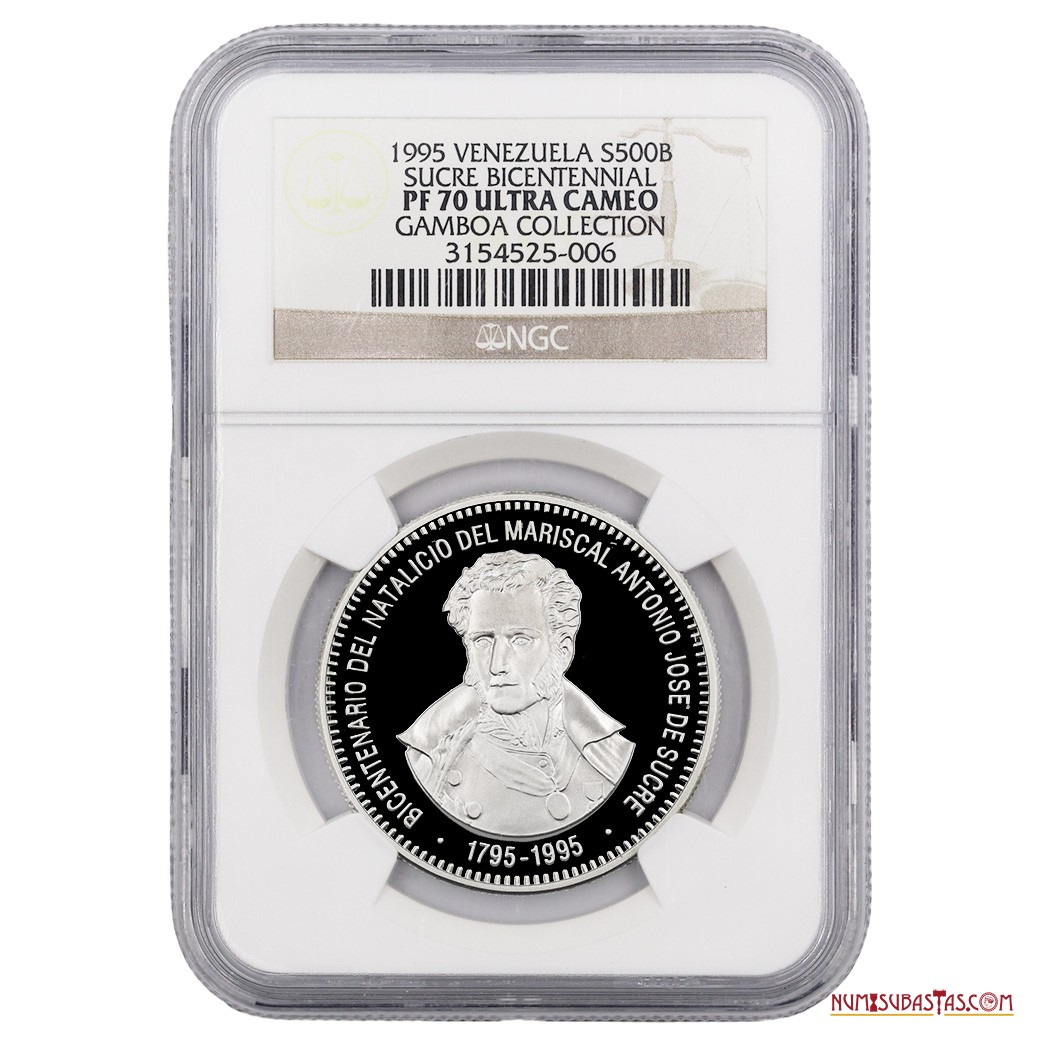 1995 VENEZUELA S500B
SUCRE BICENTENNIAL
PF 70 ULTRA CAMEO
GAMBOA COLLECTION
3154525-006
NGC
BICENTENARIO DEL NATALICIO DEL MARISCAL ANTONIO JOSE DE SUCRE
· 1795-1995 ·
NUMISUBASTAS.COM